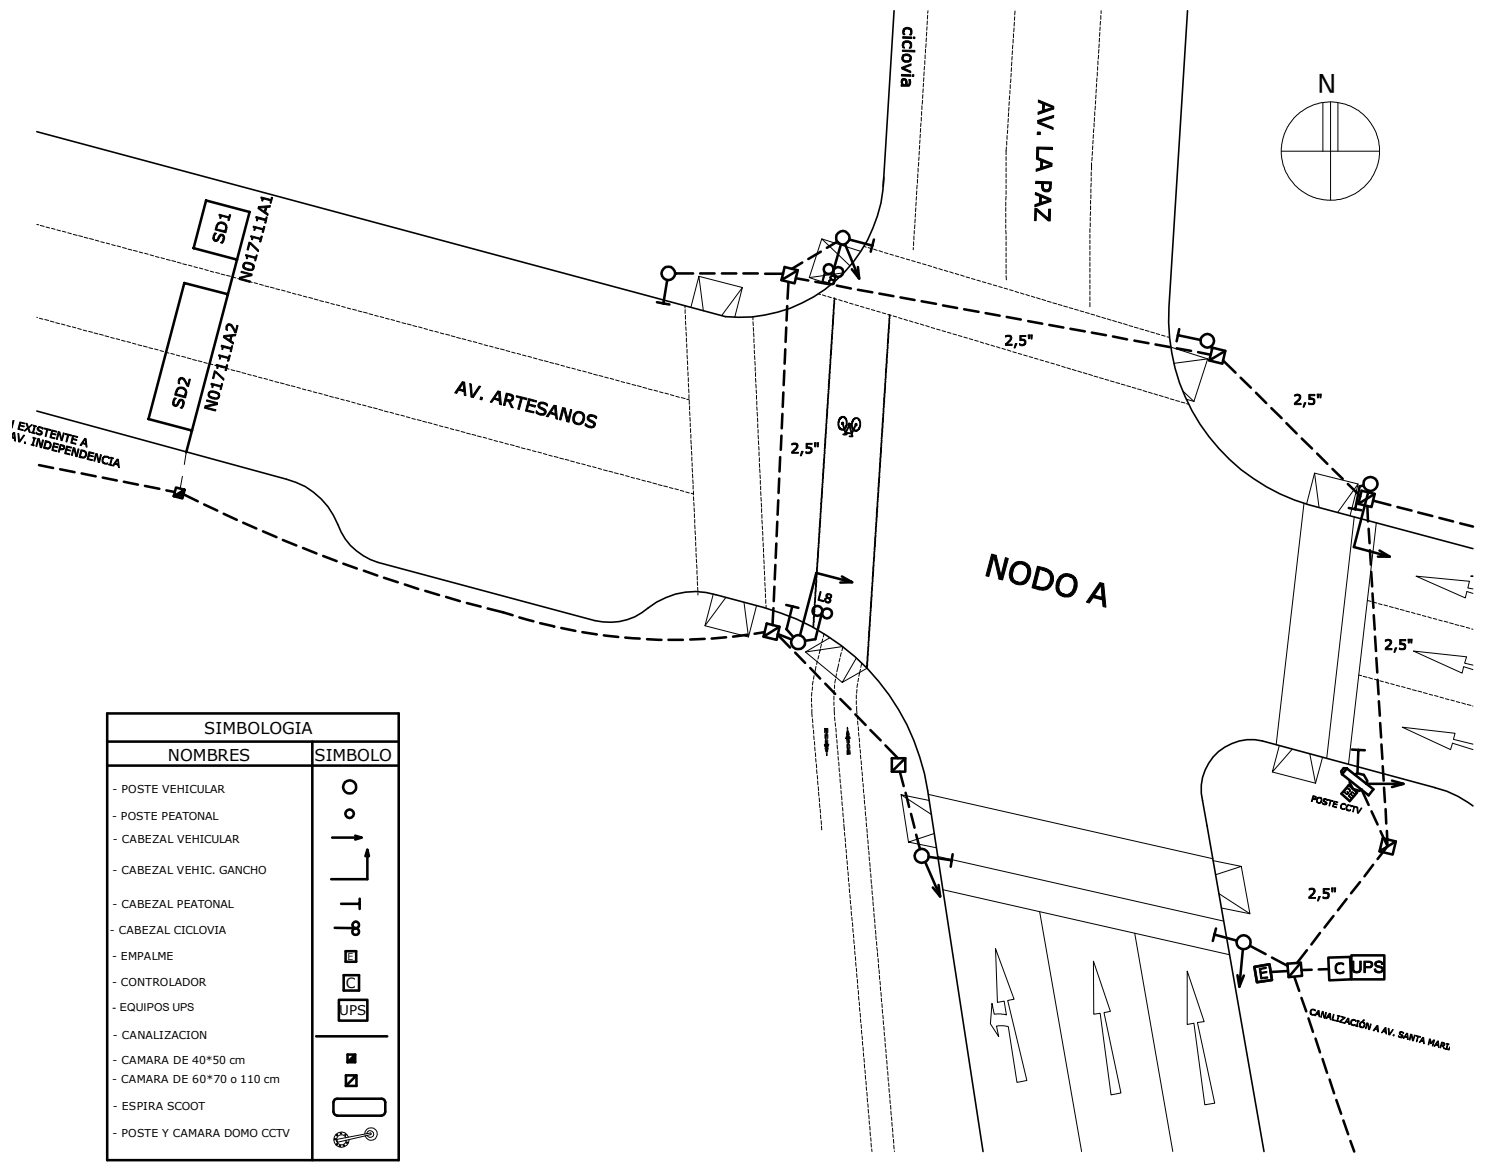 ciclovia
AV. LA PAZ
N
SD1
N017111A1
SD2
N017111A2
AV. ARTESANOS
EXISTENTE A
AV. INDEPENDENCIA
2,5"
2,5"
2,5"
L8
NODO A
2,5"
POSTE CCTV
2,5"
E
C
UPS
CANALIZACIÓN A AV. SANTA MARI
SIMBOLOGIA
NOMBRES
SIMBOLO
- POSTE VEHICULAR
- POSTE PEATONAL
- CABEZAL VEHICULAR
- CABEZAL VEHIC. GANCHO
- CABEZAL PEATONAL
- CABEZAL CICLOVIA
- EMPALME
E
- CONTROLADOR
C
- EQUIPOS UPS
UPS
- CANALIZACION
- CAMARA DE 40*50 cm
- CAMARA DE 60*70 o 110 cm
- ESPIRA SCOOT
- POSTE Y CAMARA DOMO CCTV